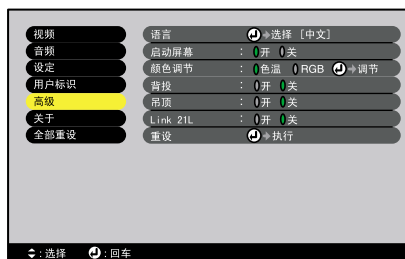 视频
音频
设定
用户标识
高级
关于
全部重设
语言 选择 [中文]
启动屏幕 : 开 关
颜色调节 : 色温 RGB 调节
背投 : 开 关
吊顶 : 开 关
Link 21L : 开 关
重设 执行
: 选择 : 回车